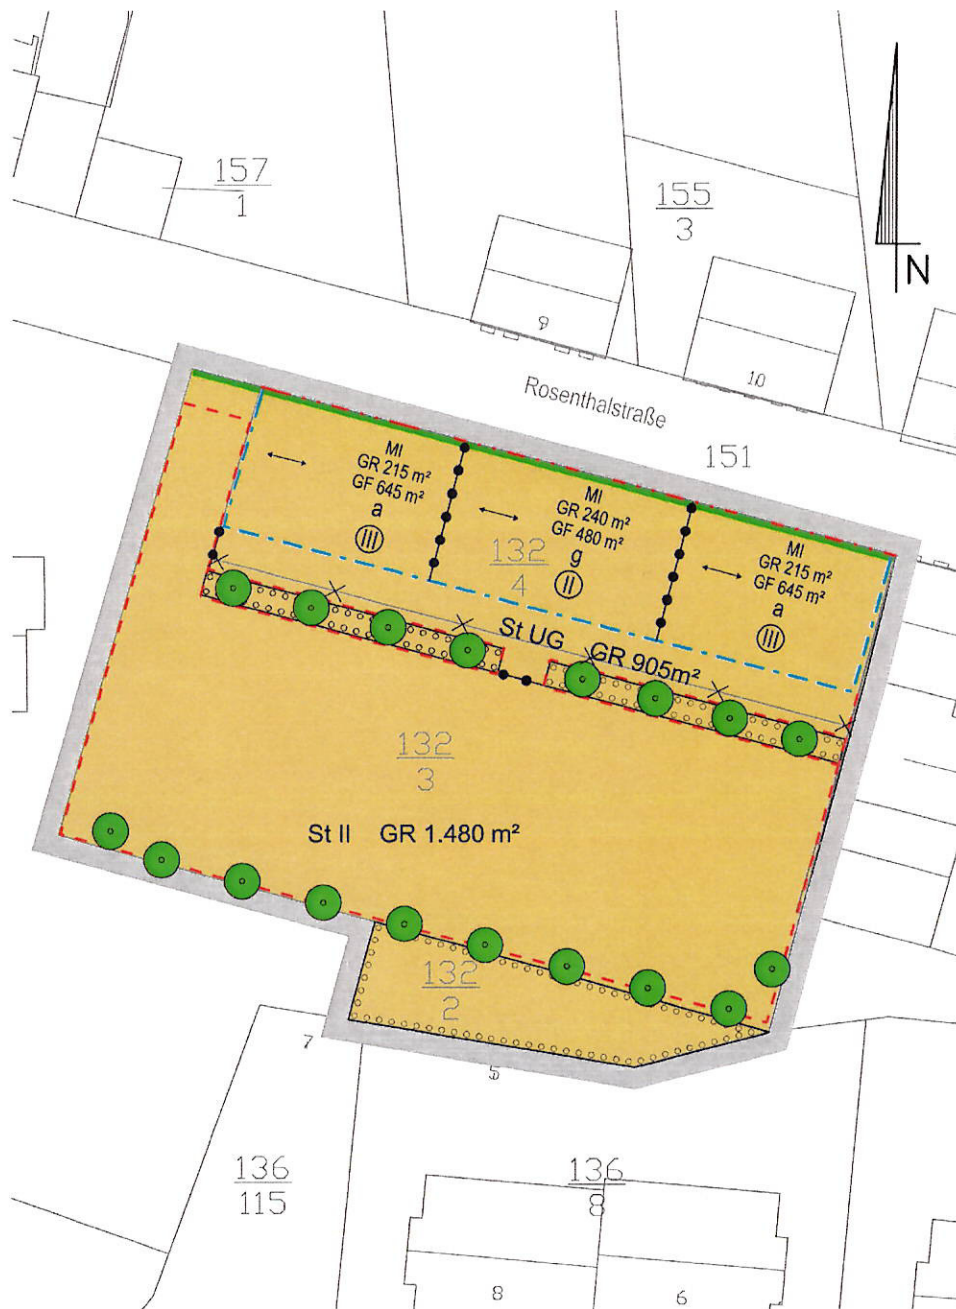 157
1
155
3
N
9
10
Rosenthalstraße
151
MI
GR 215 m²
GF 645 m²
a
III
MI
GR 240 m²
GF 480 m²
g
II
132
4
MI
GR 215 m²
GF 645 m²
a
III
St UG GR 905m²
132
3
St II GR 1.480 m²
132
2
7
5
136
115
136
8
8
6